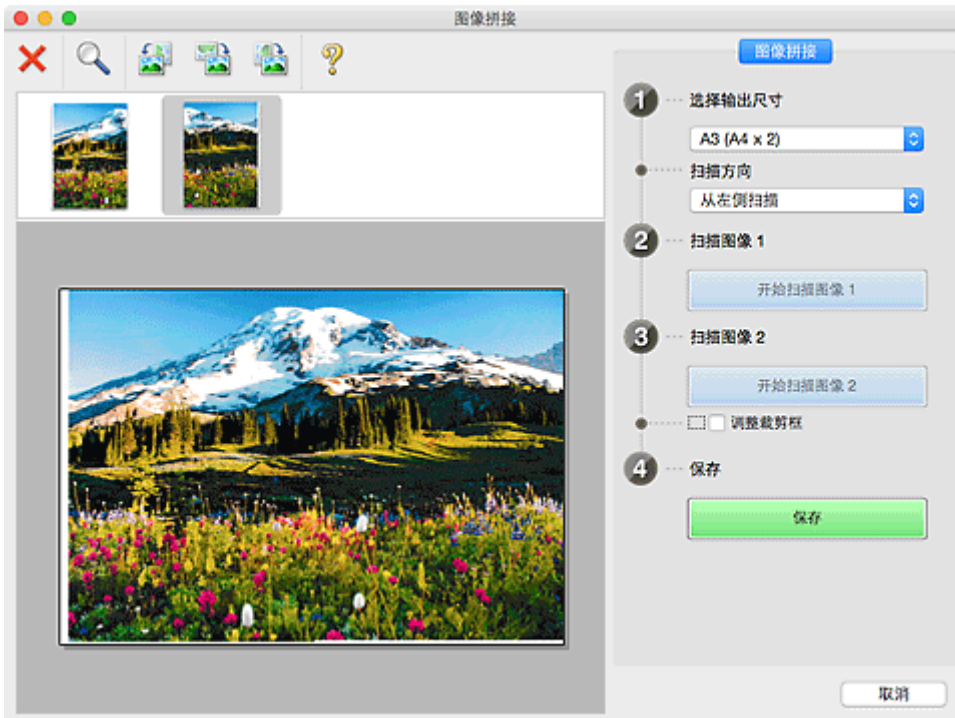 图像拼接
图像拼接
1 选择输出尺寸
A3 (A4 x 2)
扫描方向
从左侧扫描
2 扫描图像 1
开始扫描图像 1
3 扫描图像 2
开始扫描图像 2
调整裁剪框
4 保存
保存
取消